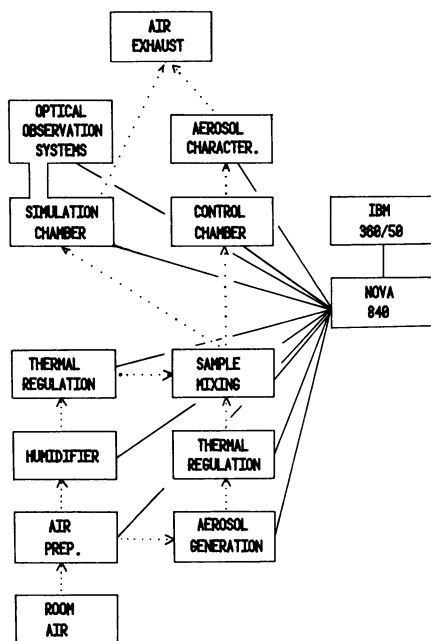 AIR
EXHAUST
OPTICAL
OBSERVATION
SYSTEMS
AEROSOL
CHARACTER.
SIMULATION
CHAMBER
CONTROL
CHAMBER
IBM
360/50
NOVA
840
THERMAL
REGULATION
SAMPLE
MIXING
HUMIDIFIER
THERMAL
REGULATION
AIR
PREP.
AEROSOL
GENERATION
ROOM
AIR